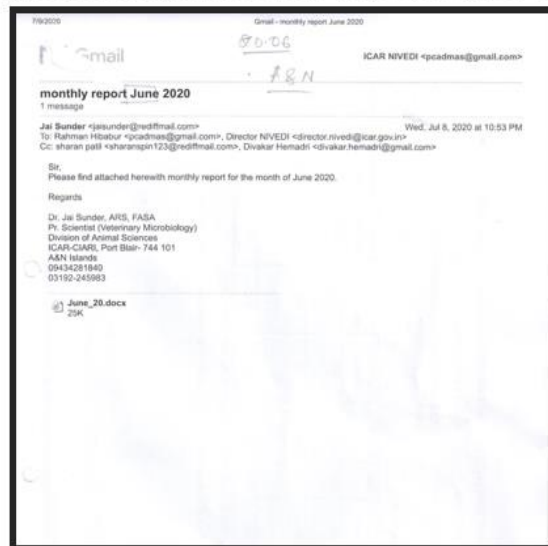 7/9/2020 Gmail - monthly report June 2020
Gmail ICAR NIVEDI <pcadmas@gmail.com>
A&N
monthly report June 2020
1 message
Jai Sunder <jaisunder@rediffmail.com> Wed, Jul 8, 2020 at 10:53 PM
To: Rahman Hibabur <pcadmas@gmail.com>, Director NIVEDI <director.nivedi@icar.gov.in>
Cc: sharan patil <sharanspin123@rediffmail.com>, Divakar Hemadri <divakar.hemadri@gmail.com>
Sir,
Please find attached herewith monthly report for the month of June 2020.
Regards
Dr. Jai Sunder, ARS, FASA
Pr. Scientist (Veterinary Microbiology)
Division of Animal Sciences
ICAR-CIARI, Port Blair- 744 101
A&N Islands
09434281840
03192-245983
June_20.docx
25K